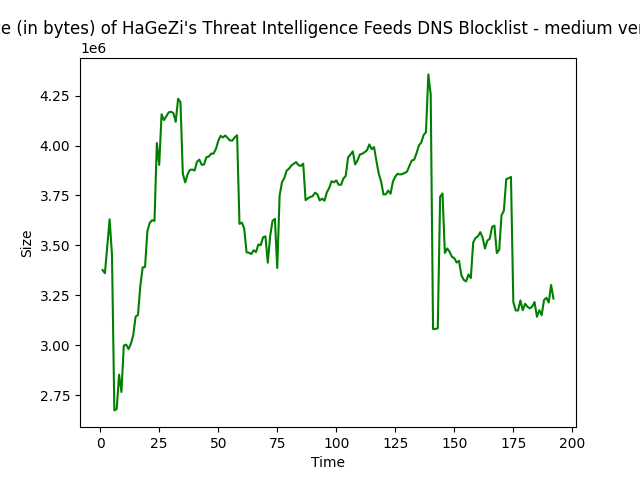 (in bytes) of HaGeZi's Threat Intelligence Feeds DNS Blocklist - medium
1e6
4.25
4.00
3.75
3.50
3.25
3.00
2.75
Size
0 25 50 75 100 125 150 175 200
Time